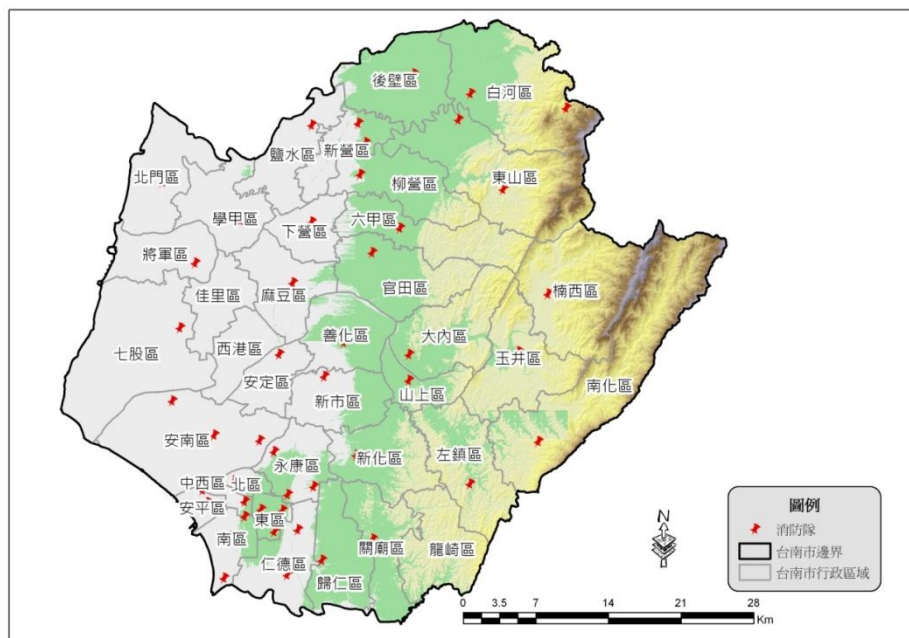 後壁區
白河區
鹽水區
新營區
北門區
柳營區
東山區
學甲區
下營區
六甲區
將軍區
佳里區
麻豆區
官田區
楠西區
七股區
西港區
善化區
大內區
玉井區
安定區
新市區
山上區
南化區
安南區
永康區
新化區
左鎮區
中西區
北區
安平區
東區
南區
仁德區
歸仁區
關廟區
龍崎區
圖例
消防隊
台南市邊界
台南市行政區域
N
0 3.5 7 14 21 28
Km